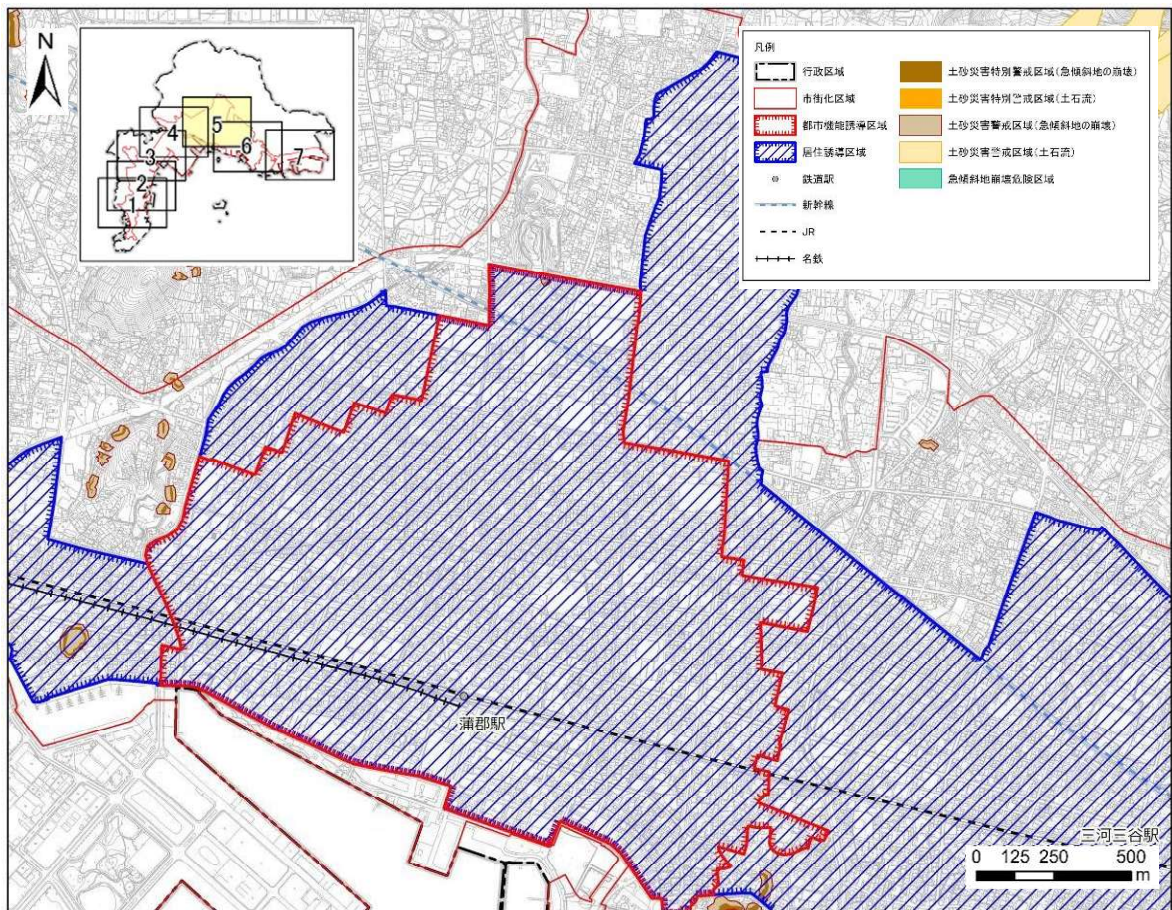 N
4
5
6
7
3
2
1
凡例
行政区域
市街化区域
都市機能誘導区域
居住誘導区域
鉄道駅
新幹線
JR
名鉄
土砂災害特別警戒区域(急傾斜地の崩壊)
土砂災害特別警戒区域(土石流)
土砂災害警戒区域(急傾斜地の崩壊)
土砂災害警戒区域(土石流)
急傾斜地崩壊危険区域
蒲郡駅
三河三谷駅
0 125 250 500
m